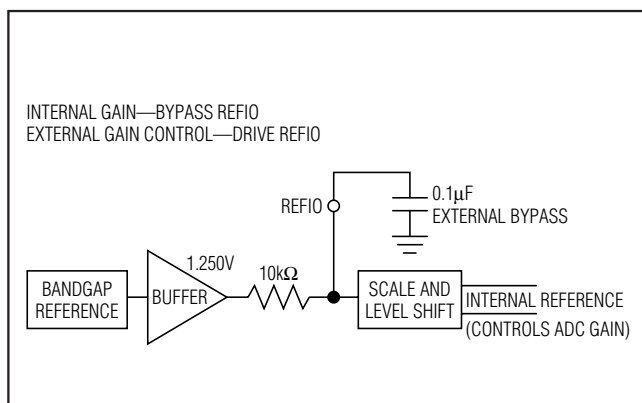 INTERNAL GAIN—BYPASS REFIO
EXTERNAL GAIN CONTROL—DRIVE REFIO
REFIO
0.1μF
EXTERNAL BYPASS
1.250V
10kΩ
BANDGAP
REFERENCE
BUFFER
SCALE AND
LEVEL SHIFT
INTERNAL REFERENCE
(CONTROLS ADC GAIN)